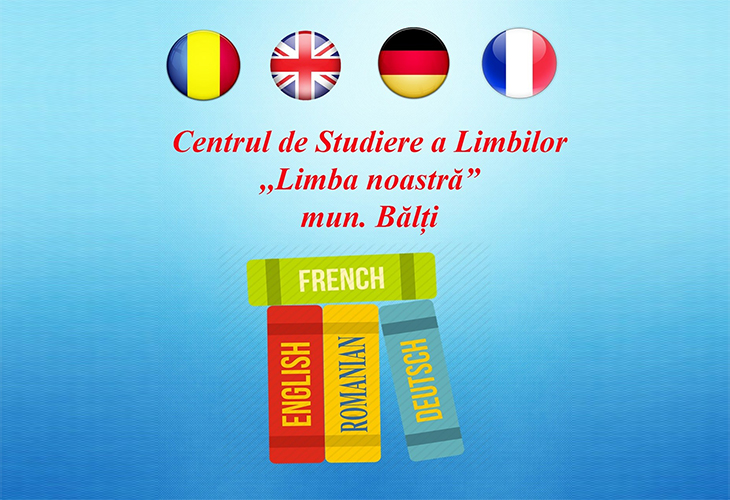 Centrul de Studiere a Limbilor
,,Limba noastră”
mun. Bălți
FRENCH
ENGLISH
ROMANIAN
DEUTSCH